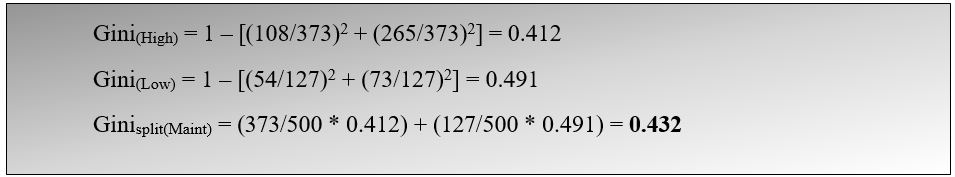 Gini(High) = 1 – [(108/373)² + (265/373)²] = 0.412
Gini(Low) = 1 – [(54/127)² + (73/127)²] = 0.491
Ginisplit(Maint) = (373/500 * 0.412) + (127/500 * 0.491) = 0.432